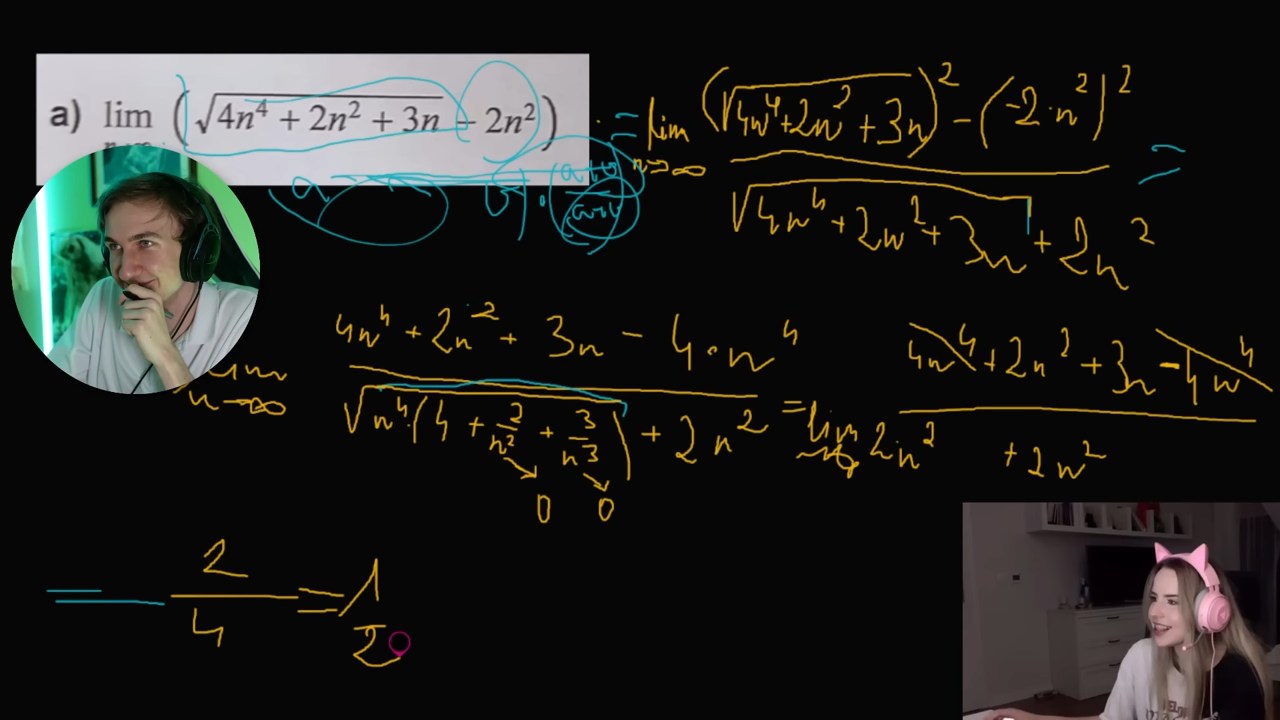 a) lim (√4n⁴ + 2n² + 3n − 2n²) = lim n→∞ (√4n⁴+2n²+3n)² − (-2·n²)² / √4n⁴+2n²+3n + 2n² =
a b)·(a+b / a+b)
lim n→∞ 4n⁴+2n²+3n − 4·n⁴ / √n⁴·(4 + 2/n² + 3/n³) + 2n² = lim 4n⁴+2n²+3n−4n⁴ / 2n² + 2n²
0 0
= 2/4 = 1/2